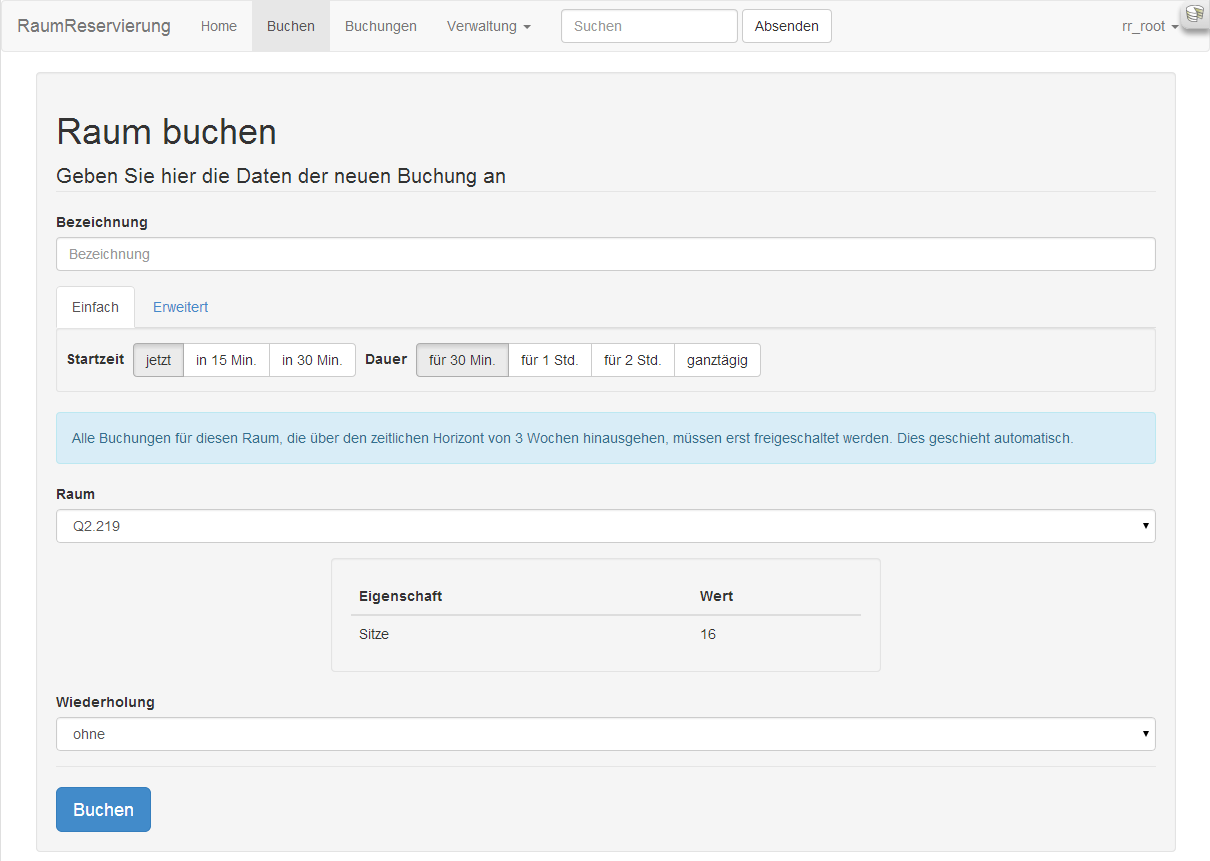 RaumReservierung Home Buchen Buchungen Verwaltung Suchen Absenden rr_root
Raum buchen
Geben Sie hier die Daten der neuen Buchung an
Bezeichnung
Bezeichnung
Einfach Erweitert
Startzeit jetzt in 15 Min. in 30 Min. Dauer für 30 Min. für 1 Std. für 2 Std. ganztägig
Alle Buchungen für diesen Raum, die über den zeitlichen Horizont von 3 Wochen hinausgehen, müssen erst freigeschaltet werden. Dies geschieht automatisch.
Raum
Q2.219
Eigenschaft Wert
Sitze 16
Wiederholung
ohne
Buchen